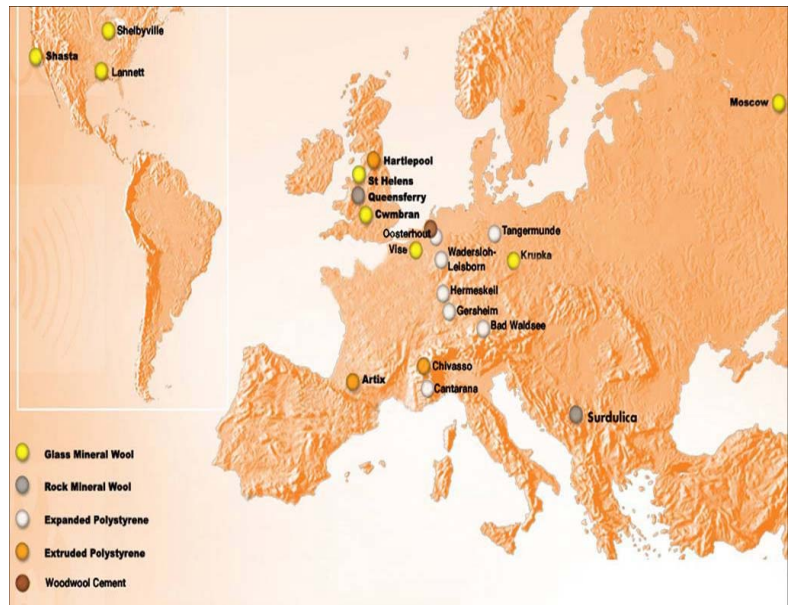 Shelbyville
Shasta
Lannett
Moscow
Hartlepool
St Helens
Queensferry
Cwmbran
Oosterhout
Tangermunde
Vise
Wadersloh-
Leisborn
Krupka
Hermeskeil
Gersheim
Bad Waldsee
Chivasso
Artix
Cantarana
Surdulica
Glass Mineral Wool
Rock Mineral Wool
Expanded Polystyrene
Extruded Polystyrene
Woodwool Cement